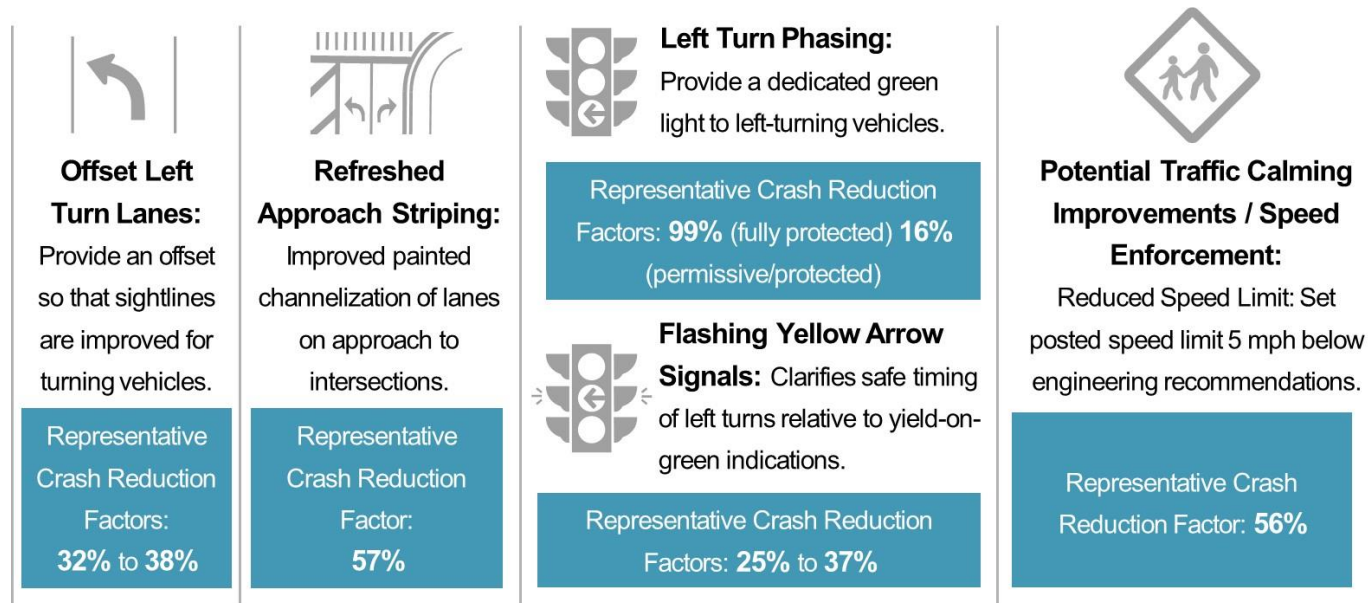 Offset Left
Turn Lanes:
Provide an offset
so that sightlines
are improved for
turning vehicles.
Representative
Crash Reduction
Factors:
32% to 38%
Refreshed
Approach Striping:
Improved painted
channelization of lanes
on approach to
intersections.
Representative
Crash Reduction
Factor:
57%
Left Turn Phasing:
Provide a dedicated green
light to left-turning vehicles.
Representative Crash Reduction
Factors: 99% (fully protected) 16%
(permissive/protected)
Flashing Yellow Arrow
Signals: Clarifies safe timing
of left turns relative to yield-on-
green indications.
Representative Crash Reduction
Factors: 25% to 37%
Potential Traffic Calming
Improvements / Speed
Enforcement:
Reduced Speed Limit: Set
posted speed limit 5 mph below
engineering recommendations.
Representative Crash
Reduction Factor: 56%